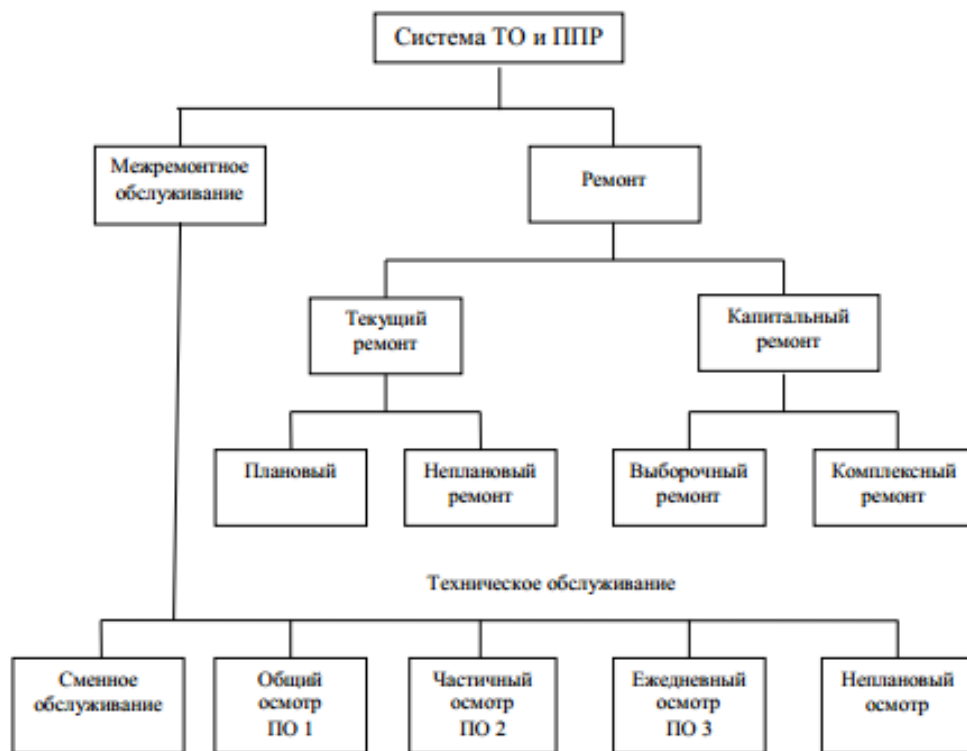 Система ТО и ППР
Межремонтное
обслуживание
Ремонт
Текущий
ремонт
Капитальный
ремонт
Плановый
Неплановый
ремонт
Выборочный
ремонт
Комплексный
ремонт
Техническое обслуживание
Сменное
обслуживание
Общий
осмотр
ПО 1
Частичный
осмотр
ПО 2
Ежедневный
осмотр
ПО 3
Неплановый
осмотр